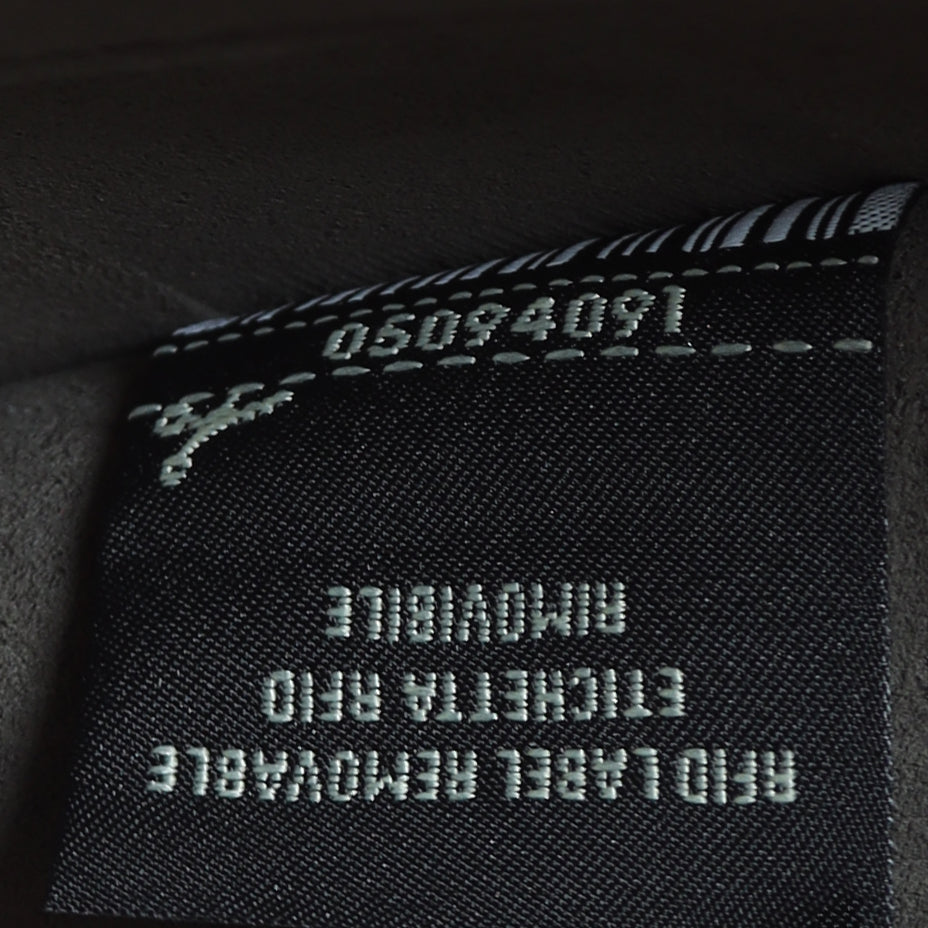 05094091
RFID LABEL REMOVABLE
ETICHETTA RFID
RIMOVIBILE